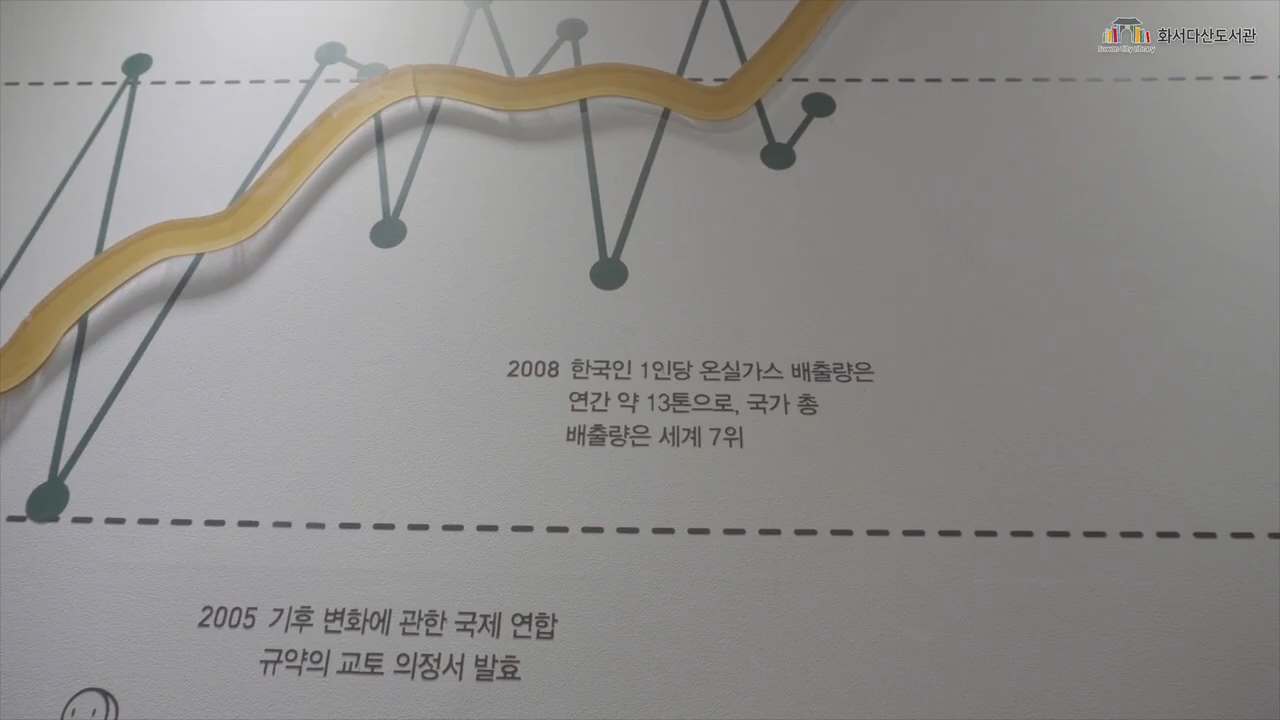 화서다산도서관
Suwon City Library
2008 한국인 1인당 온실가스 배출량은
연간 약 13톤으로, 국가 총
배출량은 세계 7위
2005 기후 변화에 관한 국제 연합
규약의 교토 의정서 발효